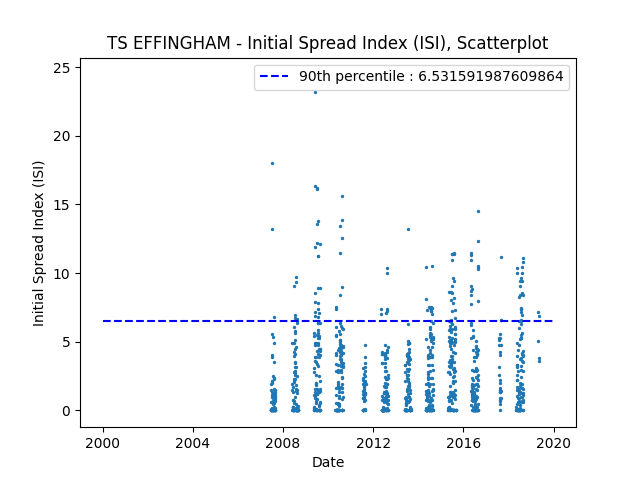 TS EFFINGHAM - Initial Spread Index (ISI), Scatterplot
90th percentile : 6.531591987609864
Initial Spread Index (ISI)
25
20
15
10
5
0
2000 2004 2008 2012 2016 2020
Date